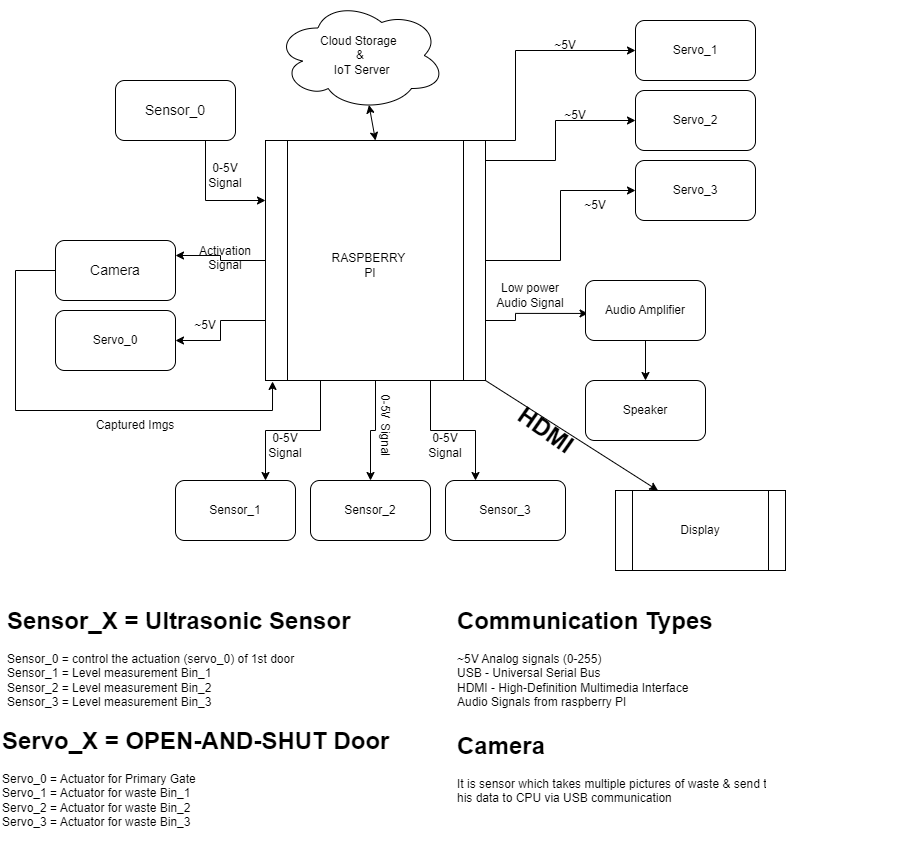 Cloud Storage
&
IoT Server
~5V
Servo_1
Sensor_0
~5V
Servo_2
0-5V
Signal
~5V
Servo_3
Activation
Signal
Camera
RASPBERRY
PI
Low power
Audio Signal
Audio Amplifier
~5V
Servo_0
Captured Imgs
0-5V
Signal
0-5V Signal
0-5V
Signal
HDMI
Speaker
Sensor_1
Sensor_2
Sensor_3
Display
Sensor_X = Ultrasonic Sensor
Sensor_0 = control the actuation (servo_0) of 1st door
Sensor_1 = Level measurement Bin_1
Sensor_2 = Level measurement Bin_2
Sensor_3 = Level measurement Bin_3
Servo_X = OPEN-AND-SHUT Door
Servo_0 = Actuator for Primary Gate
Servo_1 = Actuator for waste Bin_1
Servo_2 = Actuator for waste Bin_2
Servo_3 = Actuator for waste Bin_3
Communication Types
~5V Analog signals (0-255)
USB - Universal Serial Bus
HDMI - High-Definition Multimedia Interface
Audio Signals from raspberry PI
Camera
It is sensor which takes multiple pictures of waste & send t
his data to CPU via USB communication